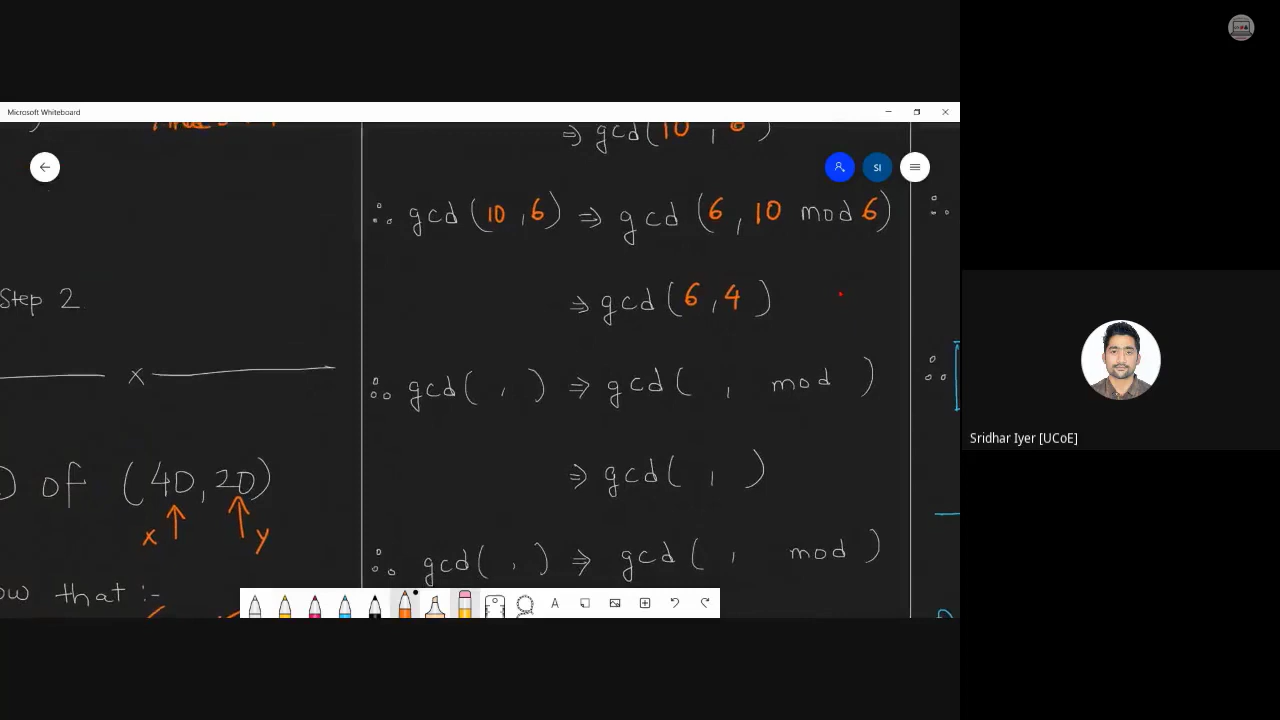 Microsoft Whiteboard
⇒ gcd(10 , 6 )
∴ gcd(10 ,6) ⇒ gcd (6 , 10 mod 6)
SI
Step 2
⇒ gcd(6 , 4 )
x
∴ gcd( , ) ⇒ gcd( , mod )
of (40, 20)
⇒ gcd( , )
x y
∴ gcd( , ) ⇒ gcd( , mod )
ow that :-
A
Sridhar Iyer [UCoE]